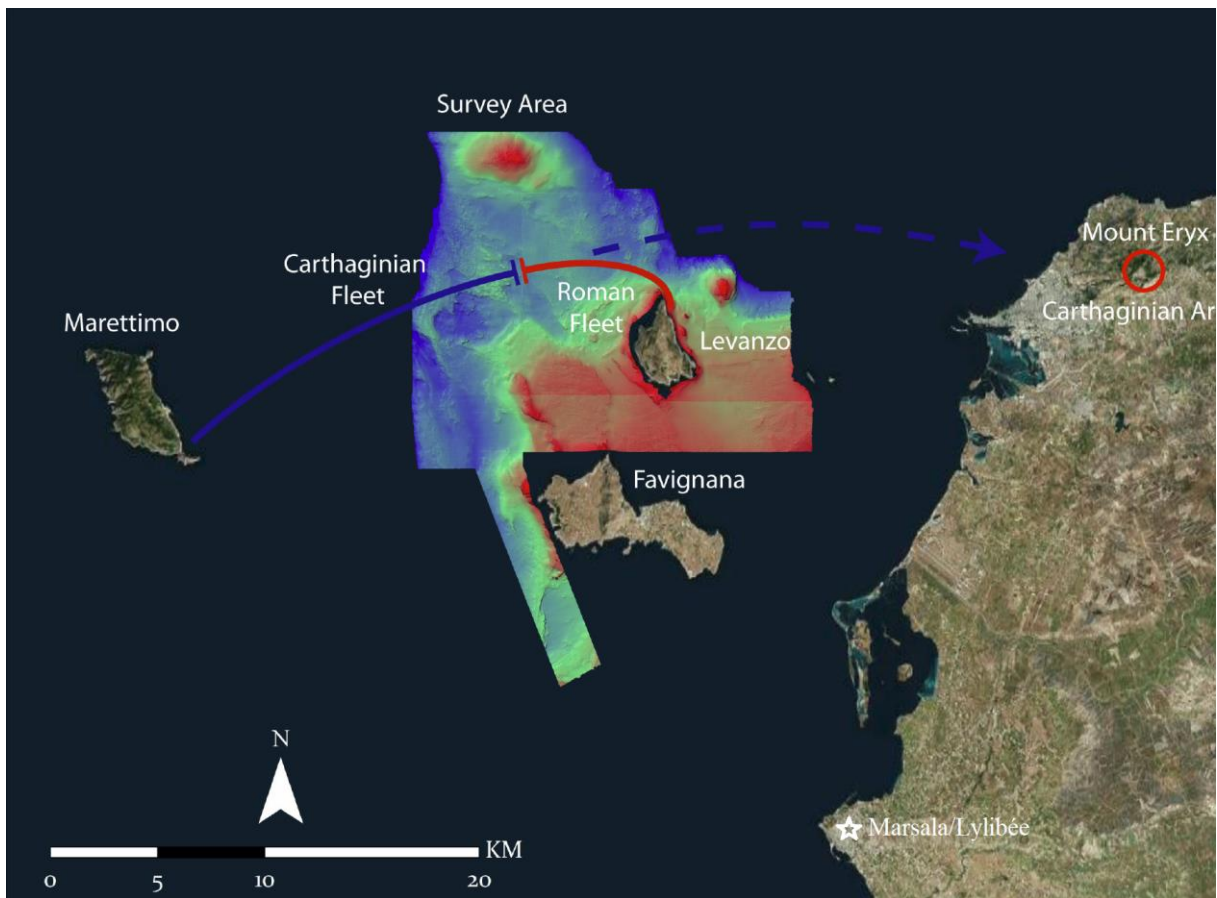 Survey Area
Mount Eryx
Carthaginian
Fleet
Roman
Fleet
Carthaginian Ar
Marettimo
Levanzo
Favignana
N
Marsala/Lylibée
KM
0 5 10 20